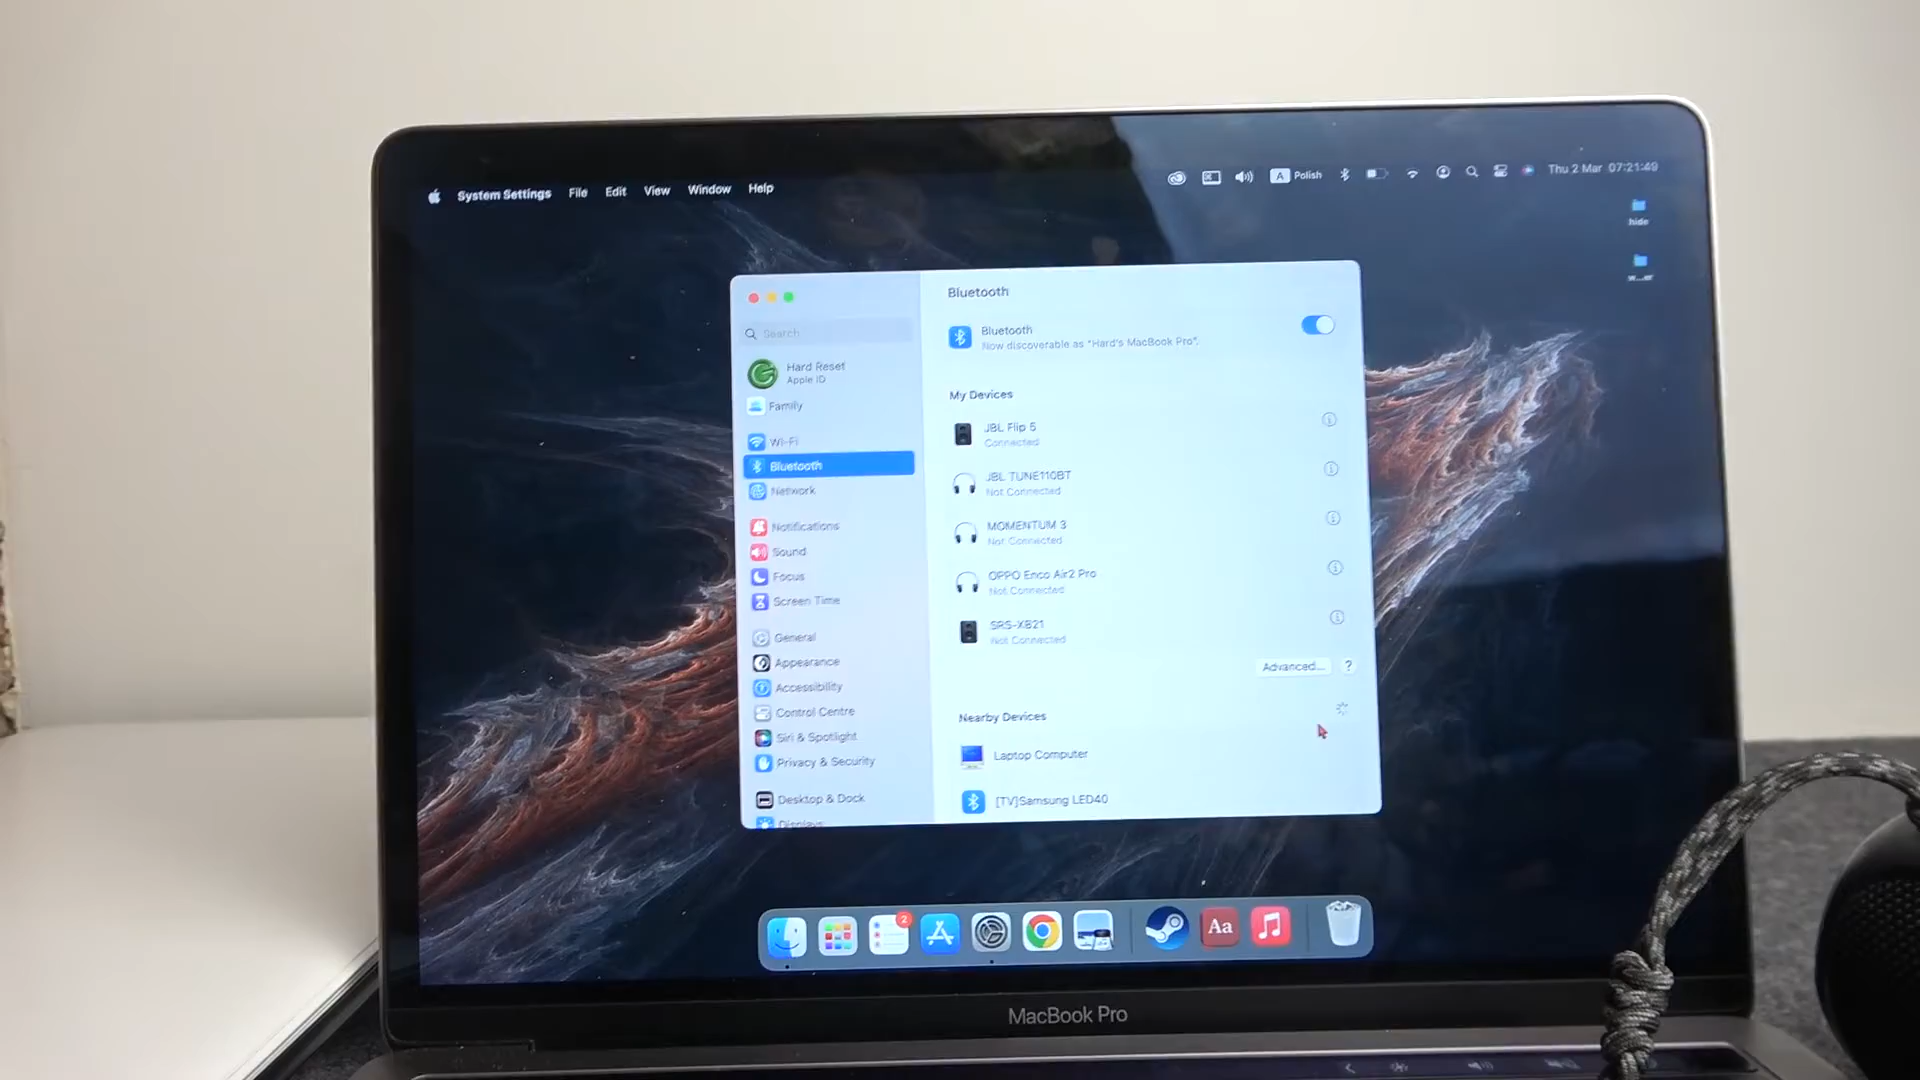 System Settings File Edit View Window Help
A Polish Thu 2 Mar 07:21:49
hide
w...er
Search
Hard Reset
Apple ID
Family
Wi-Fi
Bluetooth
Network
Notifications
Sound
Focus
Screen Time
General
Appearance
Accessibility
Control Centre
Siri & Spotlight
Privacy & Security
Desktop & Dock
Displays
Bluetooth
Bluetooth
Now discoverable as "Hard's MacBook Pro".
My Devices
JBL Flip 5
Connected
JBL TUNE110BT
Not Connected
MOMENTUM 3
Not Connected
OPPO Enco Air2 Pro
Not Connected
SRS-XB21
Not Connected
Advanced... ?
Nearby Devices
Laptop Computer
[TV]Samsung LED40
2
Aa
MacBook Pro